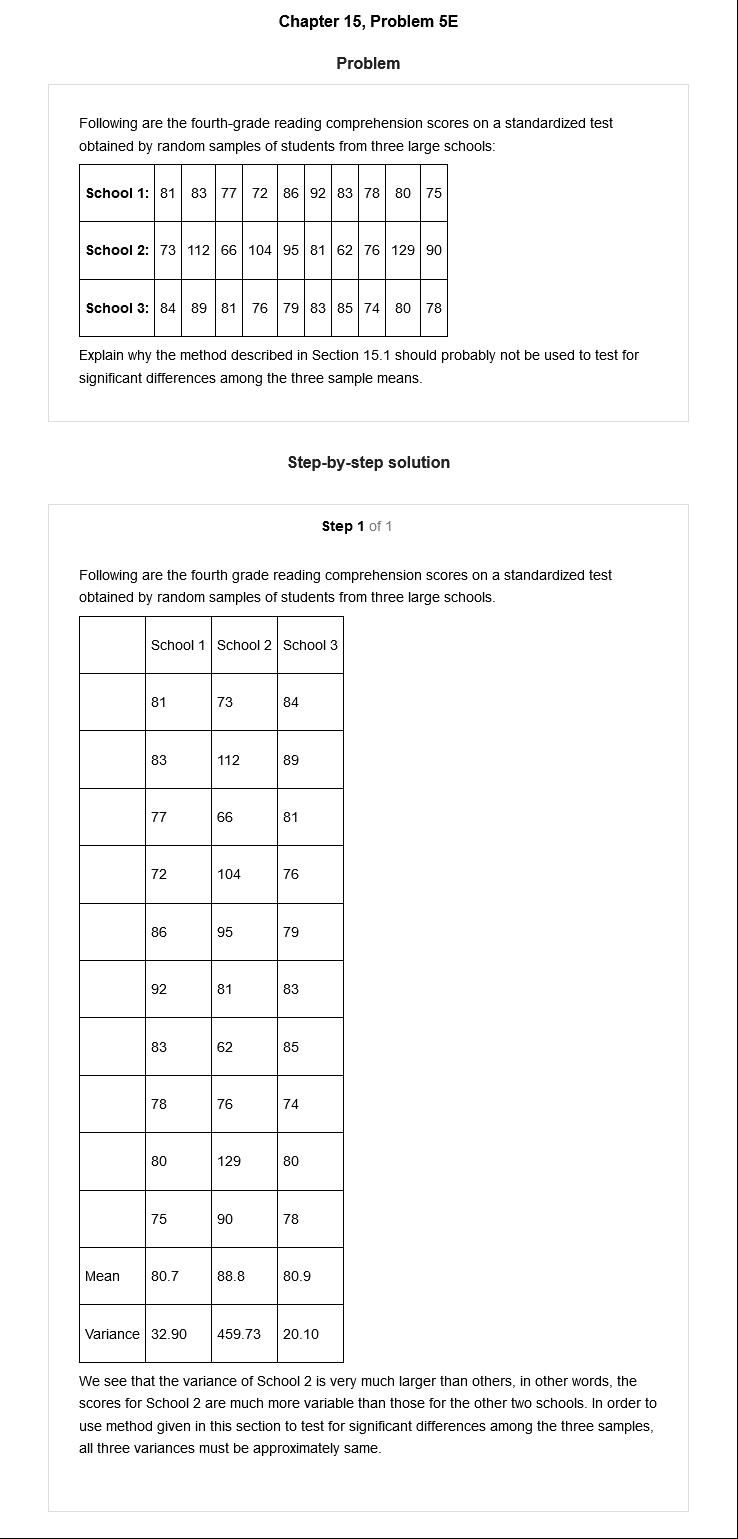 Chapter 15, Problem 5E
Problem
Following are the fourth-grade reading comprehension scores on a standardized test
obtained by random samples of students from three large schools:
School 1: 81 83 77 72 86 92 83 78 80 75
School 2: 73 112 66 104 95 81 62 76 129 90
School 3: 84 89 81 76 79 83 85 74 80 78
Explain why the method described in Section 15.1 should probably not be used to test for
significant differences among the three sample means.
Step-by-step solution
Step 1 of 1
Following are the fourth grade reading comprehension scores on a standardized test
obtained by random samples of students from three large schools.
School 1 School 2 School 3
81 73 84
83 112 89
77 66 81
72 104 76
86 95 79
92 81 83
83 62 85
78 76 74
80 129 80
75 90 78
Mean 80.7 88.8 80.9
Variance 32.90 459.73 20.10
We see that the variance of School 2 is very much larger than others, in other words, the
scores for School 2 are much more variable than those for the other two schools. In order to
use method given in this section to test for significant differences among the three samples,
all three variances must be approximately same.